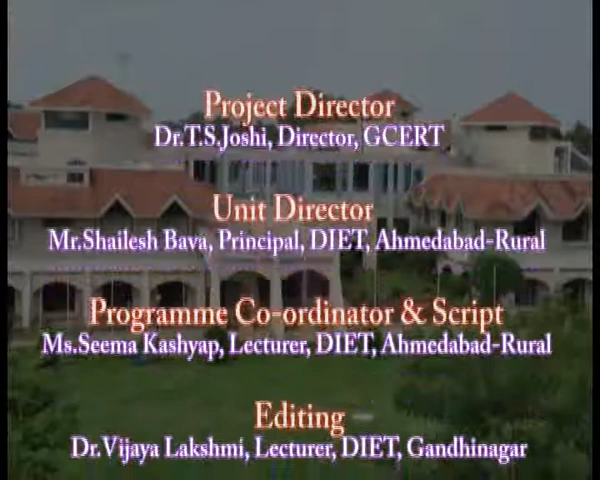 Project Director
Dr.T.S.Joshi, Director, GCERT
Unit Director
Mr.Shailesh Bava, Principal, DIET, Ahmedabad-Rural
Programme Co-ordinator & Script
Ms.Seema Kashyap, Lecturer, DIET, Ahmedabad-Rural
Editing
Dr.Vijaya Lakshmi, Lecturer, DIET, Gandhinagar